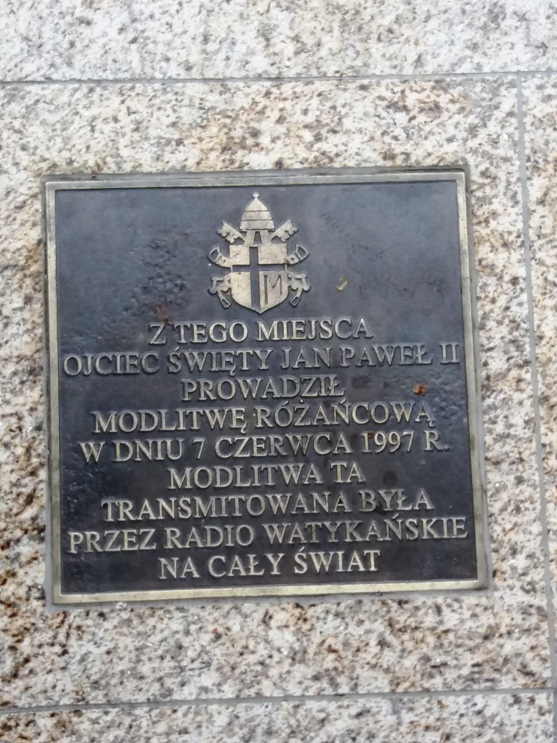 Z TEGO MIEJSCA
OJCIEC ŚWIĘTY JAN PAWEŁ II
PROWADZIŁ
MODLITWĘ RÓŻAŃCOWĄ
W DNIU 7 CZERWCA 1997 R.
MODLITWA TA
TRANSMITOWANA BYŁA
PRZEZ RADIO WATYKAŃSKIE
NA CAŁY ŚWIAT